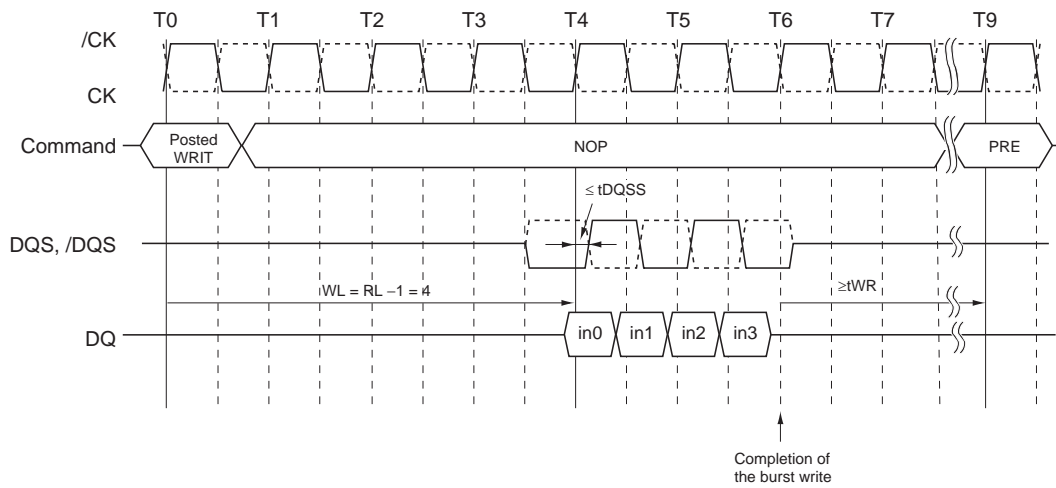 T0 T1 T2 T3 T4 T5 T6 T7 T9
/CK
CK
Command
Posted
WRIT
NOP
PRE
≤ tDQSS
DQS, /DQS
WL = RL −1 = 4
≥tWR
DQ
in0 in1 in2 in3
Completion of
the burst write